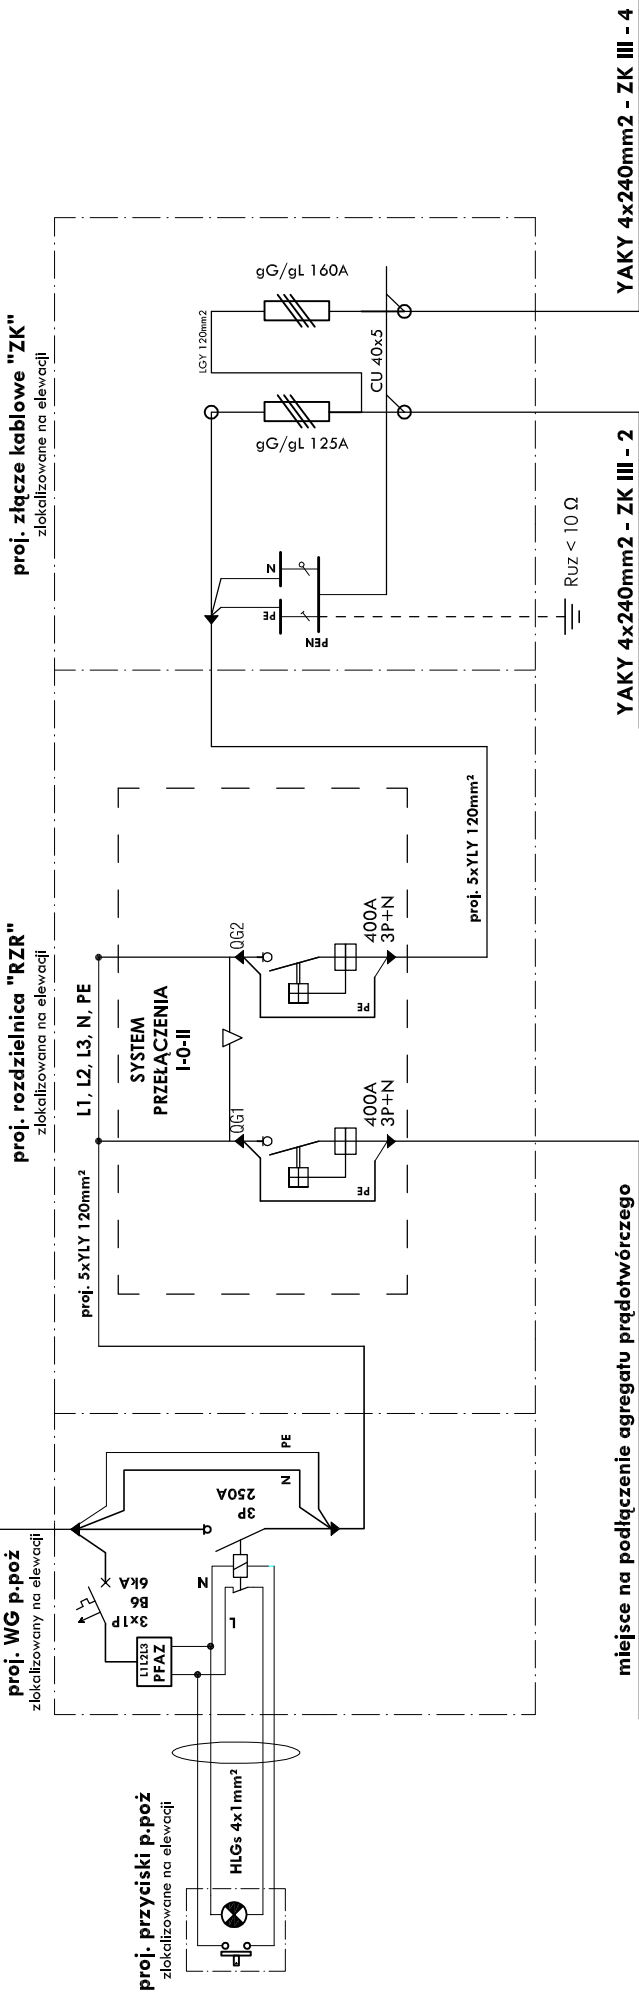 proj. przyciski p.poż
zlokalizowane na elewacji
HLGs 4x1mm²
proj. WG p.poż
zlokalizowany na elewacji
L1L2L3
PFAZ
3x1P
B6
6kA
N
L
3P
250A
N
PE
proj. rozdzielnica "RZR"
zlokalizowana na elewacji
proj. 5xYLY 120mm²
L1, L2, L3, N, PE
SYSTEM
PRZEŁĄCZENIA
I-0-II
QG1
QG2
PE
PE
400A
3P+N
400A
3P+N
proj. 5xYLY 120mm²
miejsce na podłączenie agregatu prądotwórczego
proj. złącze kablowe "ZK"
zlokalizowane na elewacji
PE
N
PEN
LGY 120mm2
gG/gL 125A
gG/gL 160A
CU 40x5
Ruz < 10 Ω
YAKY 4x240mm2 - ZK III - 2
YAKY 4x240mm2 - ZK III - 4